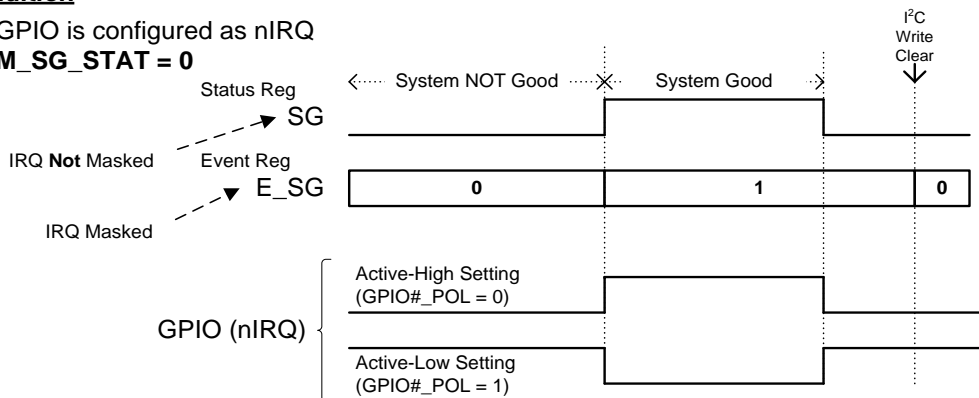 GPIO is configured as nIRQ
M_SG_STAT = 0
I²C
Write
Clear
System NOT Good
System Good
Status Reg
SG
IRQ Not Masked
Event Reg
E_SG
0
1
0
IRQ Masked
Active-High Setting
(GPIO#_POL = 0)
GPIO (nIRQ)
Active-Low Setting
(GPIO#_POL = 1)